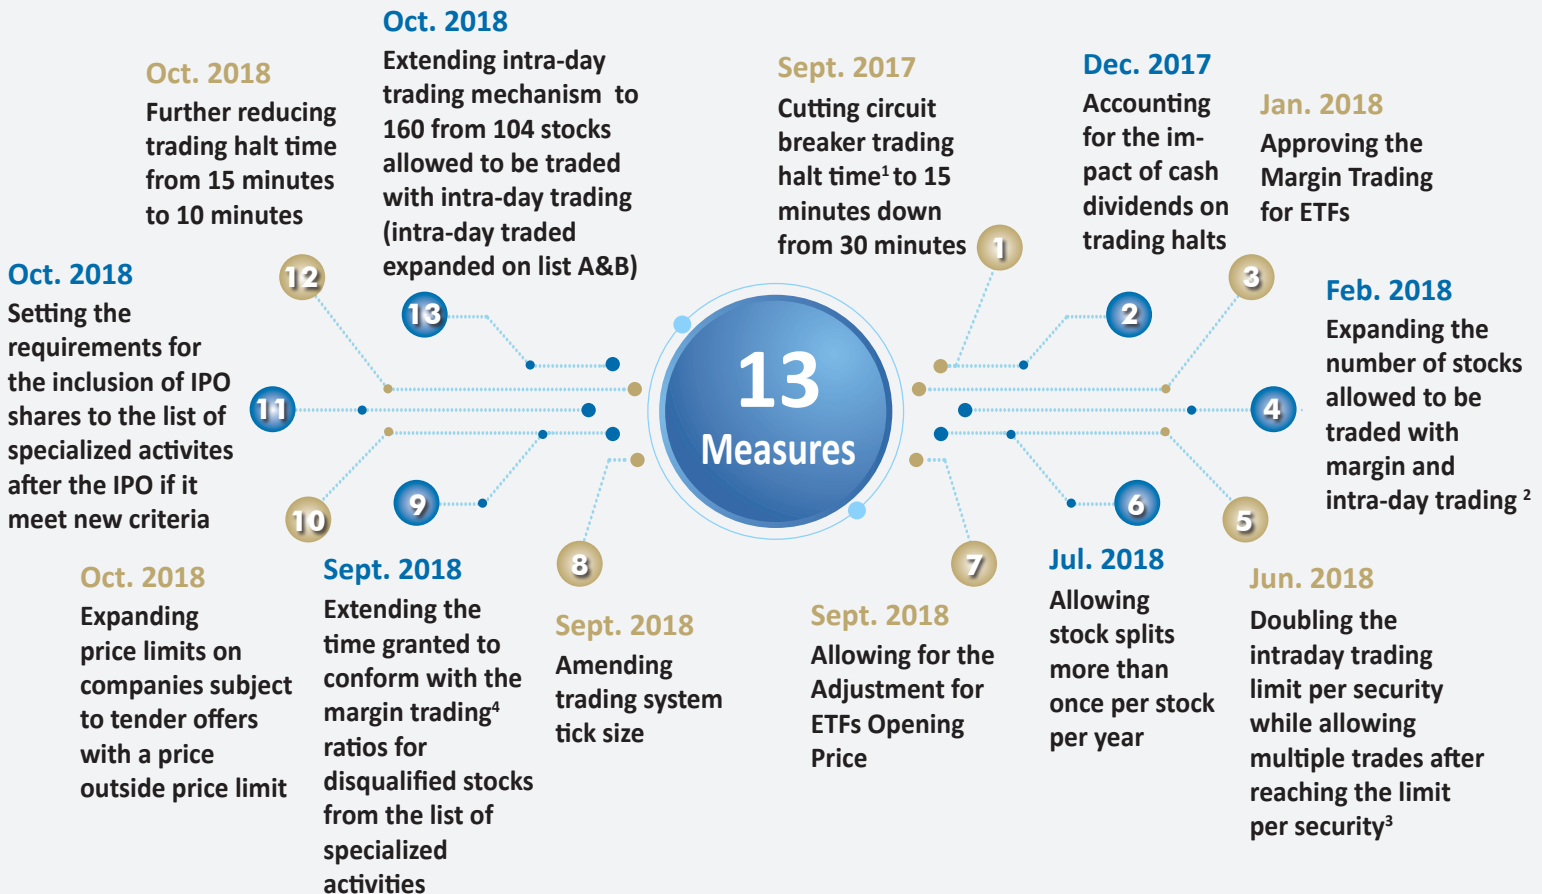 13
Measures
1
Sept. 2017
Cutting circuit
breaker trading
halt time¹ to 15
minutes down
from 30 minutes
2
Dec. 2017
Accounting
for the im-
pact of cash
dividends on
trading halts
3
Jan. 2018
Approving the
Margin Trading
for ETFs
4
Feb. 2018
Expanding the
number of stocks
allowed to be
traded with
margin and
intra-day trading ²
5
Jun. 2018
Doubling the
intraday trading
limit per security
while allowing
multiple trades after
reaching the limit
per security³
6
Jul. 2018
Allowing
stock splits
more than
once per stock
per year
7
Sept. 2018
Allowing for the
Adjustment for
ETFs Opening
Price
8
Sept. 2018
Amending
trading system
tick size
9
Sept. 2018
Extending the
time granted to
conform with the
margin trading⁴
ratios for
disqualified stocks
from the list of
specialized
activities
10
Oct. 2018
Expanding
price limits on
companies subject
to tender offers
with a price
outside price limit
11
Oct. 2018
Setting the
requirements for
the inclusion of IPO
shares to the list of
specialized activites
after the IPO if it
meet new criteria
12
Oct. 2018
Further reducing
trading halt time
from 15 minutes
to 10 minutes
13
Oct. 2018
Extending intra-day
trading mechanism to
160 from 104 stocks
allowed to be traded
with intra-day trading
(intra-day traded
expanded on list A&B)